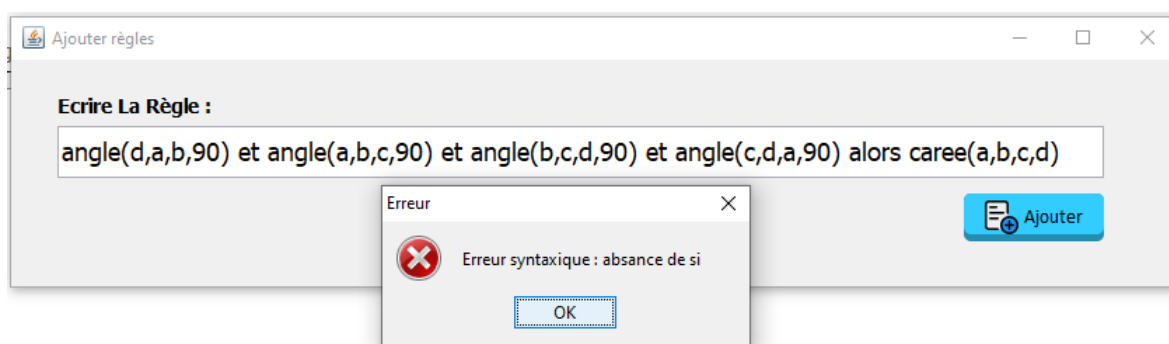 Ajouter règles
Ecrire La Règle :
angle(d,a,b,90) et angle(a,b,c,90) et angle(b,c,d,90) et angle(c,d,a,90) alors caree(a,b,c,d)
Erreur
Ajouter
Erreur syntaxique : absance de si
OK